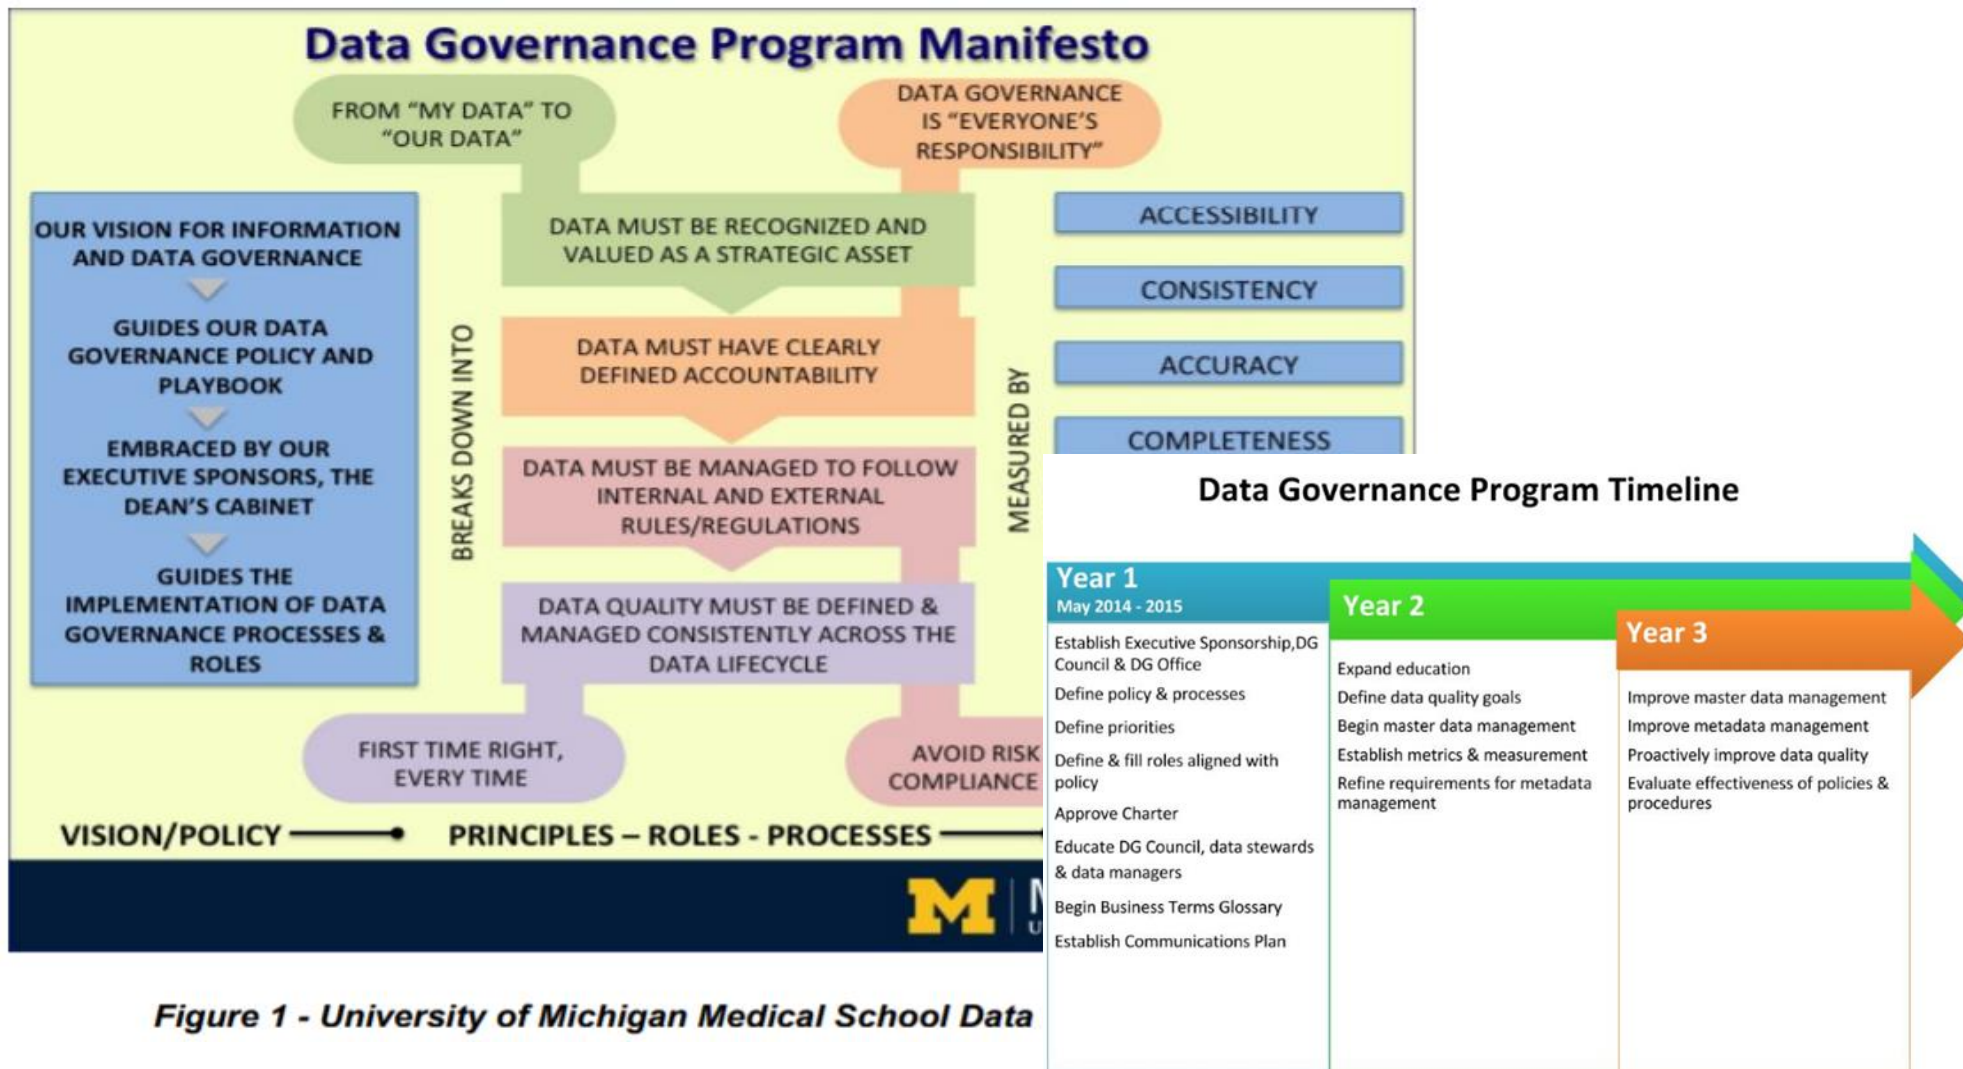 Data Governance Program Manifesto
FROM “MY DATA” TO
“OUR DATA”
DATA GOVERNANCE
IS “EVERYONE’S
RESPONSIBILITY”
OUR VISION FOR INFORMATION
AND DATA GOVERNANCE
GUIDES OUR DATA
GOVERNANCE POLICY AND
PLAYBOOK
EMBRACED BY OUR
EXECUTIVE SPONSORS, THE
DEAN’S CABINET
GUIDES THE
IMPLEMENTATION OF DATA
GOVERNANCE PROCESSES &
ROLES
BREAKS DOWN INTO
DATA MUST BE RECOGNIZED AND
VALUED AS A STRATEGIC ASSET
DATA MUST HAVE CLEARLY
DEFINED ACCOUNTABILITY
DATA MUST BE MANAGED TO FOLLOW
INTERNAL AND EXTERNAL
RULES/REGULATIONS
DATA QUALITY MUST BE DEFINED &
MANAGED CONSISTENTLY ACROSS THE
DATA LIFECYCLE
FIRST TIME RIGHT,
EVERY TIME
AVOID RISK
COMPLIANCE
MEASURED BY
ACCESSIBILITY
CONSISTENCY
ACCURACY
COMPLETENESS
VISION/POLICY
PRINCIPLES – ROLES - PROCESSES
M
Figure 1 - University of Michigan Medical School Data
Data Governance Program Timeline
Year 1
May 2014 - 2015
Establish Executive Sponsorship,DG
Council & DG Office
Define policy & processes
Define priorities
Define & fill roles aligned with
policy
Approve Charter
Educate DG Council, data stewards
& data managers
Begin Business Terms Glossary
Establish Communications Plan
Year 2
Expand education
Define data quality goals
Begin master data management
Establish metrics & measurement
Refine requirements for metadata
management
Year 3
Improve master data management
Improve metadata management
Proactively improve data quality
Evaluate effectiveness of policies &
procedures